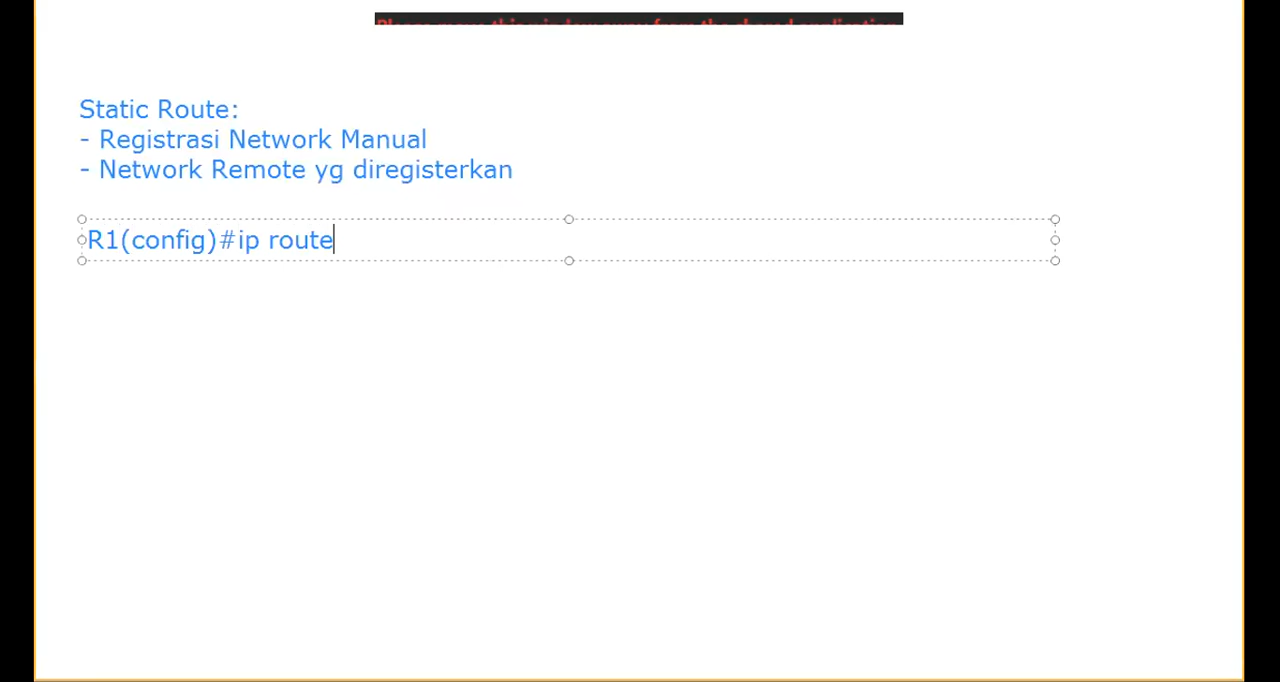 Static Route:
- Registrasi Network Manual
- Network Remote yg diregisterkan
R1(config)#ip route